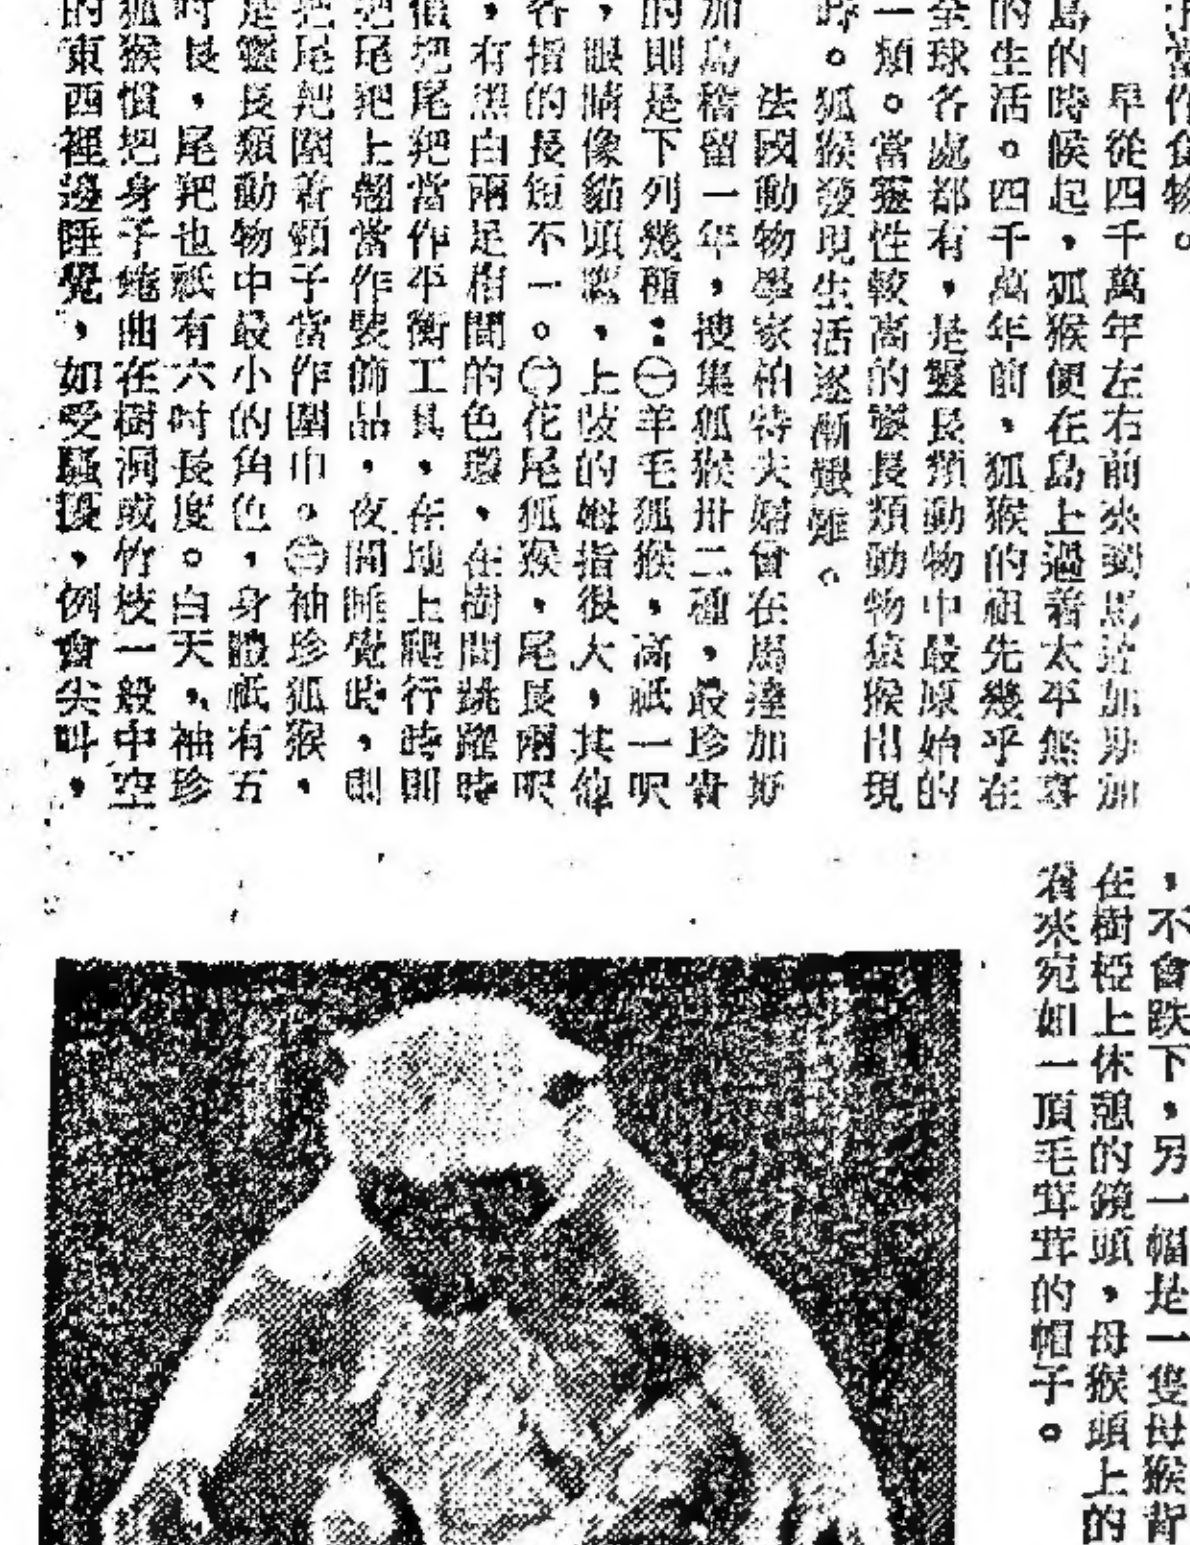 子當作食物。
早從四千萬年左右前來到馬達加斯加
島的時候起，狐猴便在島上過着太平無事
的生活。四千萬年前，狐猴的祖先幾乎在
全球各處都有，是靈長類動物中最原始的
一類。當靈性較高的靈長類動物猿猴出現
時。狐猴發現生活逐漸艱難。
法國動物學家柏特夫婦曾在馬達加斯
加島稽留一年，搜集狐猴卅二種，最珍貴
的則是下列幾種：㊀羊毛狐猴，高祇一呎
，眼睛像貓頭鷹，上肢的姆指很大，其他
各指的長短不一。㊁花尾狐猴，尾長兩呎
，有黑白兩足相間的色環，在樹間跳躍時
便把尾把當作平衡工具，在地上爬行時則
把尾把上翹當作裝飾品，夜間睡覺時，則
把尾把圍着頸子當作圍巾。㊂袖珍狐猴，
是靈長類動物中最小的角色，身體祇有五
吋長，尾把也祇有六吋長度。白天，袖珍
狐猴慣把身子蜷曲在樹洞或竹枝一般中空
的東西裡邊睡覺，如受騷擾，例會尖叫，
，不會跌下，另一幅是一隻母猴背
在樹椏上休憩的鏡頭，母猴頭上的
看來宛如一頂毛茸茸的帽子。